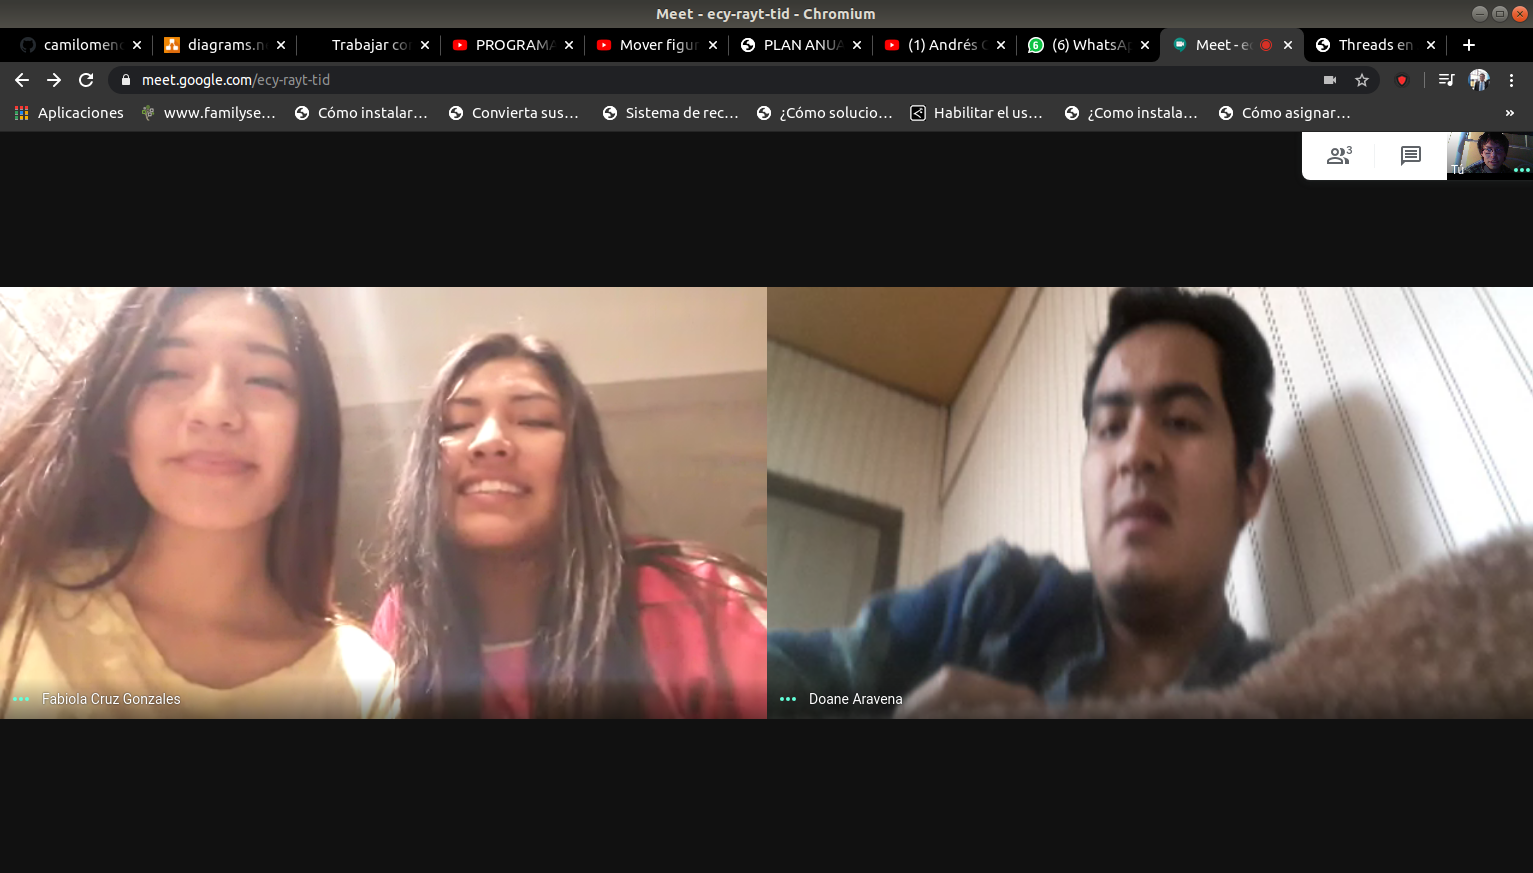 Meet - ecy-rayt-tid - Chromium
camilomen diagrams.n Trabajar co PROGRAMA Mover figur PLAN ANUA (1) Andrés C (6) WhatsAp Meet - ec Threads en
meet.google.com/ecy-rayt-tid
Aplicaciones www.familyse... Cómo instalar... Convierta sus... Sistema de rec... ¿Cómo solucio... Habilitar el us... ¿Como instala... Cómo asignar... »
3
Tú
Fabiola Cruz Gonzales
Doane Aravena